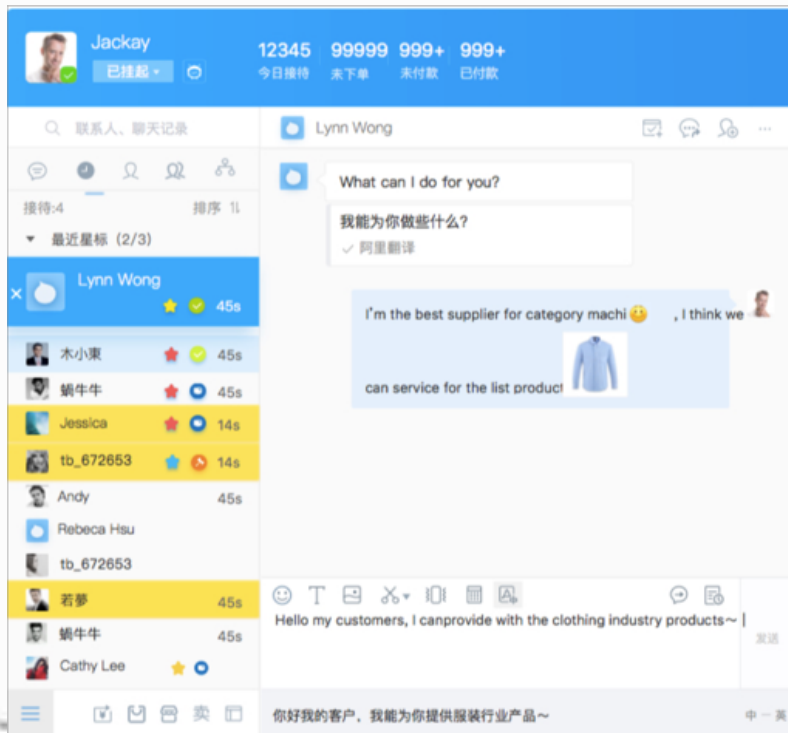 Jackay
已挂起
12345 99999 999+ 999+
今日接待 未下单 未付款 已付款
联系人、聊天记录
Lynn Wong
接待:4 排序
最近星标 (2/3)
Lynn Wong
45s
木小東 45s
蝸牛牛 45s
Jessica 14s
tb_672653 14s
Andy 45s
Rebeca Hsu
tb_672653
若夢 45s
蝸牛牛 45s
Cathy Lee
卖
What can I do for you?
我能为你做些什么?
阿里翻译
I'm the best supplier for category machi , I think we
can service for the list product
Hello my customers, I canprovide with the clothing industry products~
发送
你好我的客户，我能为你提供服装行业产品~
中 — 英